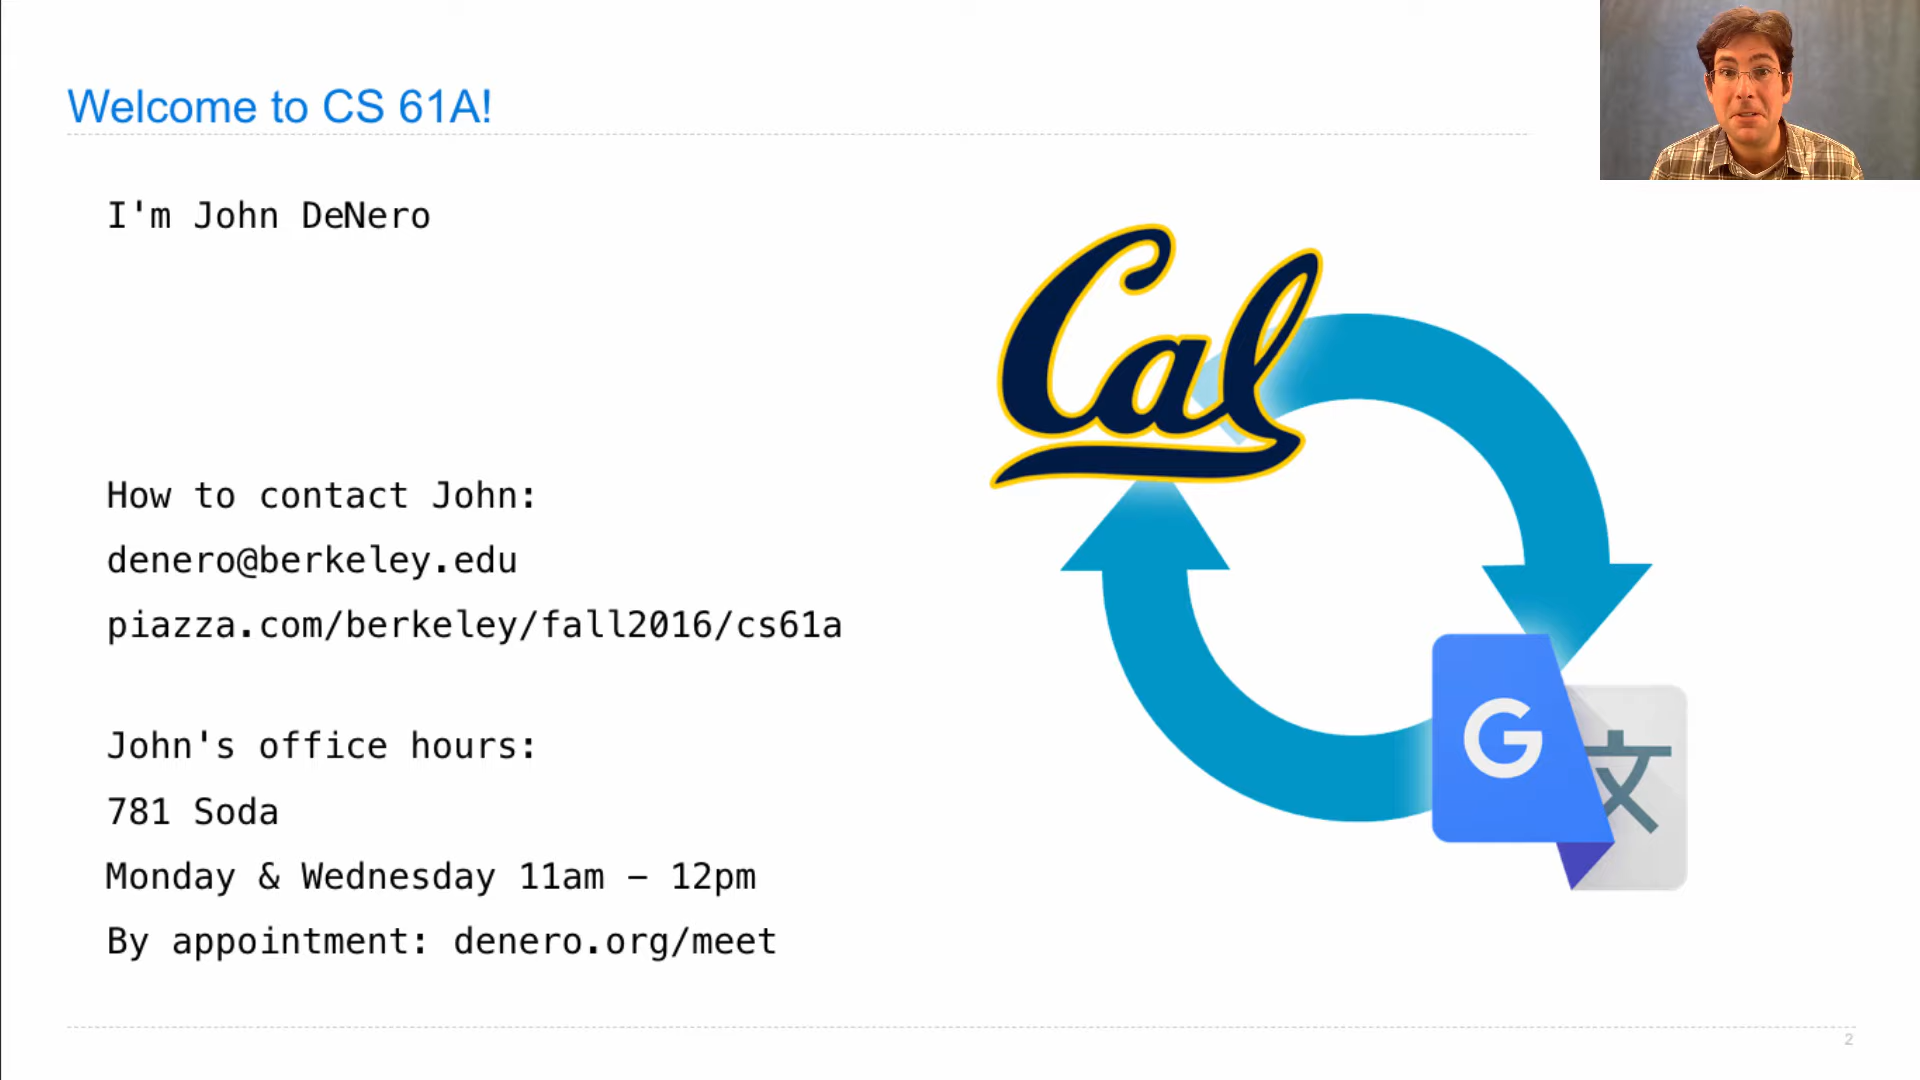 Welcome to CS 61A!
I'm John DeNero
How to contact John:
denero@berkeley.edu
piazza.com/berkeley/fall2016/cs61a
John's office hours:
781 Soda
Monday & Wednesday 11am – 12pm
By appointment: denero.org/meet
Cal
G
文
2